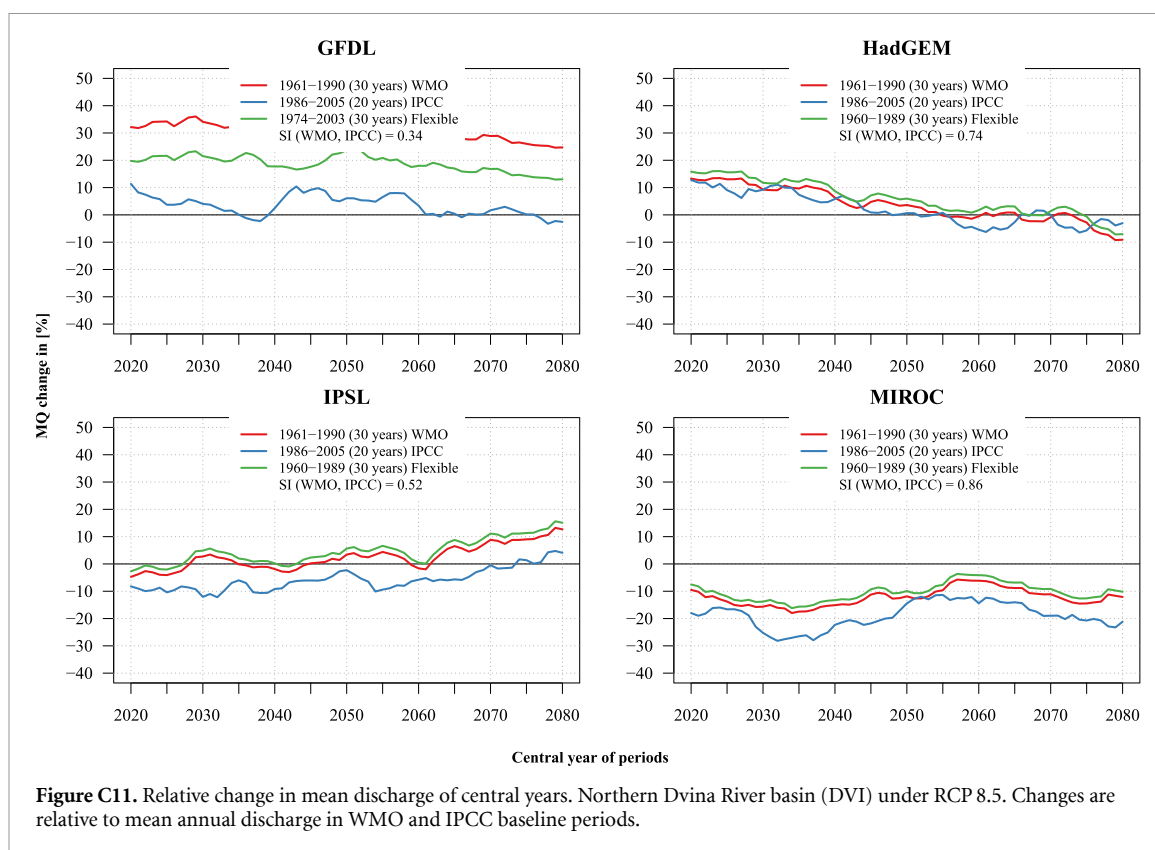 GFDL
50
40
30
20
10
0
−10
−20
−30
−40
1961−1990 (30 years) WMO
1986−2005 (20 years) IPCC
1974−2003 (30 years) Flexible
SI (WMO, IPCC) = 0.34
2020 2030 2040 2050 2060 2070 2080
HadGEM
50
40
30
20
10
0
−10
−20
−30
−40
1961−1990 (30 years) WMO
1986−2005 (20 years) IPCC
1960−1989 (30 years) Flexible
SI (WMO, IPCC) = 0.74
2020 2030 2040 2050 2060 2070 2080
MQ change in [%]
IPSL
50
40
30
20
10
0
−10
−20
−30
−40
1961−1990 (30 years) WMO
1986−2005 (20 years) IPCC
1960−1989 (30 years) Flexible
SI (WMO, IPCC) = 0.52
2020 2030 2040 2050 2060 2070 2080
MIROC
50
40
30
20
10
0
−10
−20
−30
−40
1961−1990 (30 years) WMO
1986−2005 (20 years) IPCC
1960−1989 (30 years) Flexible
SI (WMO, IPCC) = 0.86
2020 2030 2040 2050 2060 2070 2080
Central year of periods
Figure C11. Relative change in mean discharge of central years. Northern Dvina River basin (DVI) under RCP 8.5. Changes are
relative to mean annual discharge in WMO and IPCC baseline periods.